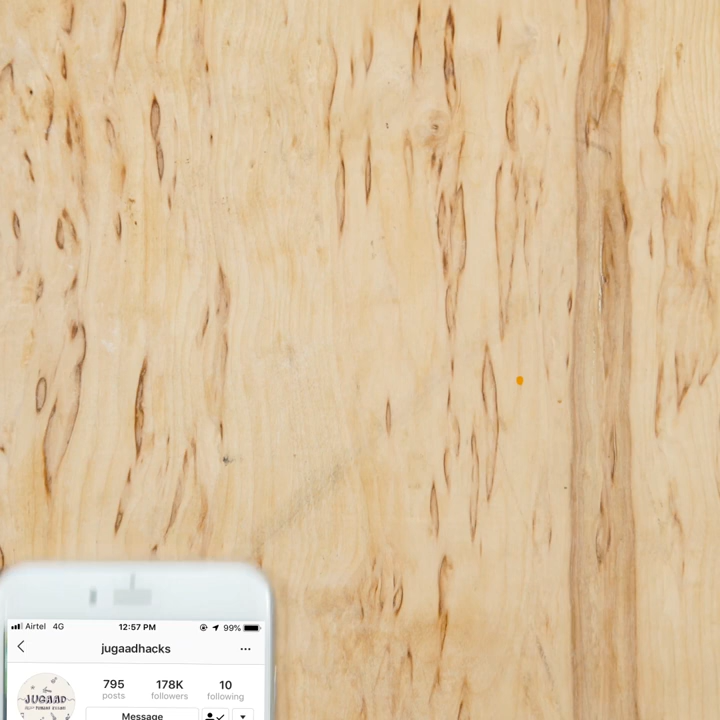 Airtel 4G 12:57 PM 99%
jugaadhacks
795 178K 10
posts followers following
JUGAAD
Message